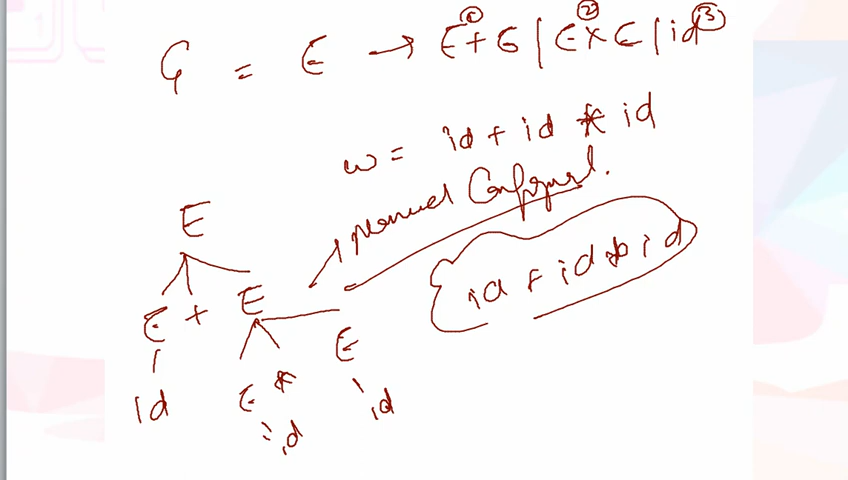 G = E → E + E | E * E | id
① ② ③
w = id + id * id
id + id * id
E
E + E
id E * E
id id